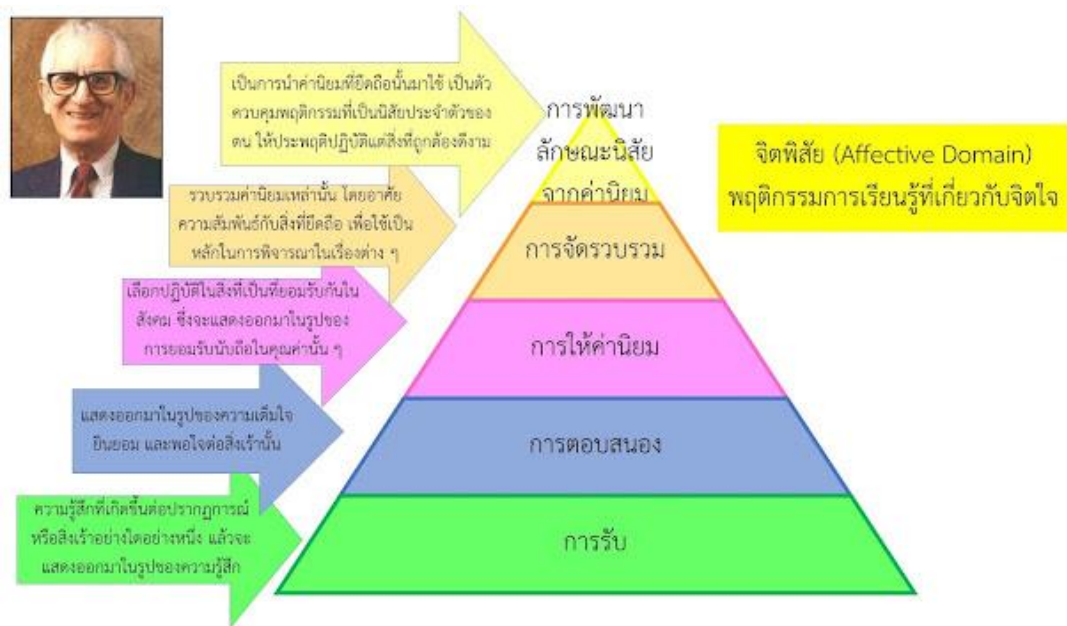 เป็นการนำค่านิยมที่ยึดถือนั้นมาใช้ เป็นตัว
ควบคุมพฤติกรรมที่เป็นนิสัยประจำตัวของ
ตน ให้ประพฤติปฏิบัติแต่สิ่งที่ถูกต้องดีงาม
การพัฒนา
ลักษณะนิสัย
จากค่านิยม
จิตพิสัย (Affective Domain)
พฤติกรรมการเรียนรู้ที่เกี่ยวกับจิตใจ
รวบรวมค่านิยมเหล่านั้น โดยอาศัย
ความสัมพันธ์กับสิ่งที่ยึดถือ เพื่อใช้เป็น
หลักในการพิจารณาในเรื่องต่าง ๆ
การจัดรวบรวม
เลือกปฏิบัติในสิ่งที่เป็นที่ยอมรับกันใน
สังคม ซึ่งจะแสดงออกมาในรูปของ
การยอมรับนับถือในคุณค่านั้น ๆ
การให้ค่านิยม
แสดงออกมาในรูปของความเต็มใจ
ยินยอม และพอใจต่อสิ่งเร้านั้น
การตอบสนอง
ความรู้สึกที่เกิดขึ้นต่อปรากฏการณ์
หรือสิ่งเร้าอย่างใดอย่างหนึ่ง แล้วจะ
แสดงออกมาในรูปของความรู้สึก
การรับ